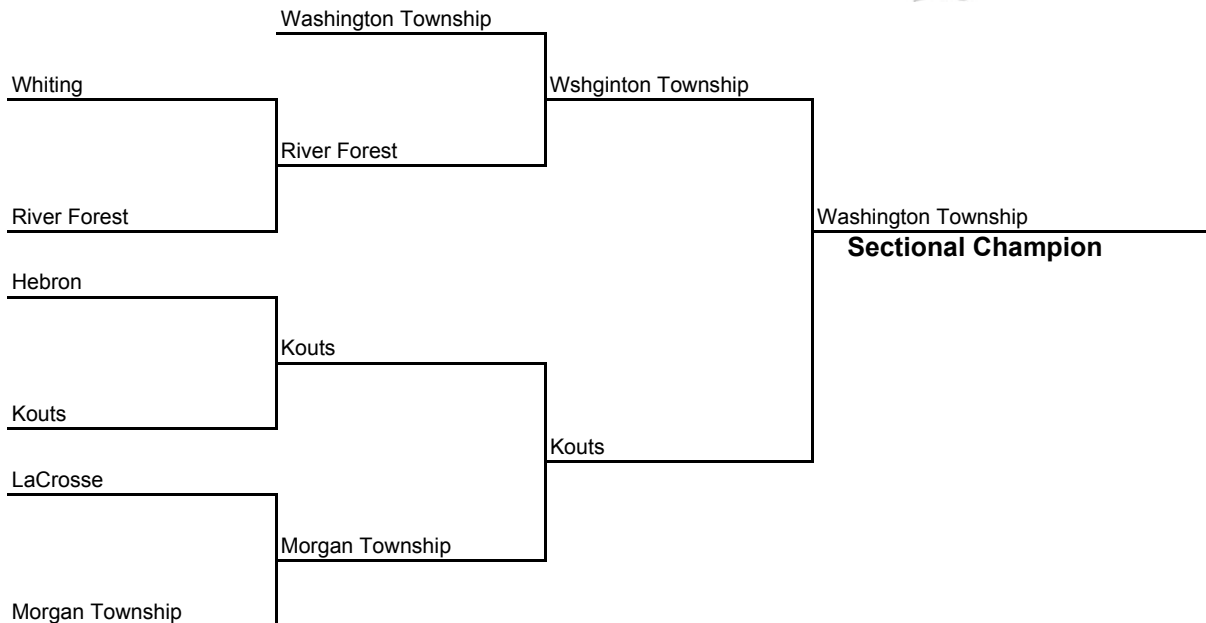 Washington Township
Whiting
Wshginton Township
River Forest
River Forest
Washington Township
Sectional Champion
Hebron
Kouts
Kouts
Kouts
LaCrosse
Morgan Township
Morgan Township